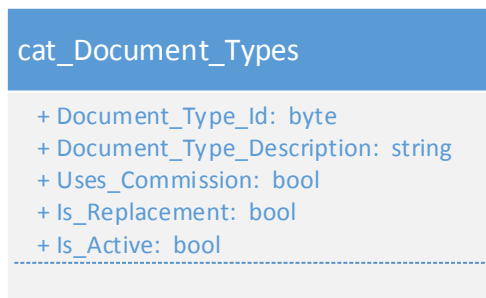 cat_Document_Types
+ Document_Type_Id: byte
+ Document_Type_Description: string
+ Uses_Commission: bool
+ Is_Replacement: bool
+ Is_Active: bool